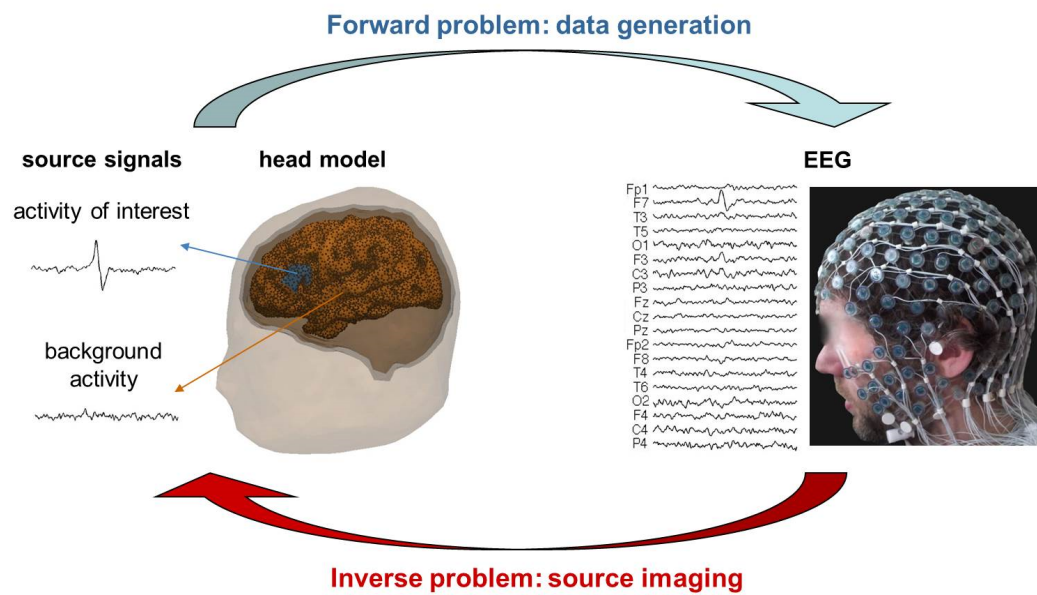 Forward problem: data generation
source signals
head model
EEG
activity of interest
background
activity
Fp1
F7
T3
T5
O1
F3
C3
P3
Fz
Cz
Pz
Fp2
F8
T4
T6
O2
F4
C4
P4
Inverse problem: source imaging